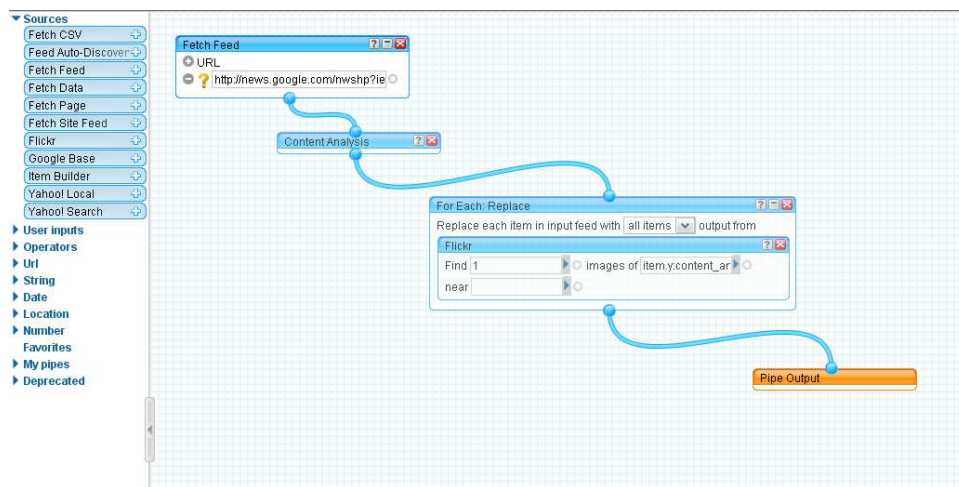 Sources
Fetch CSV
Feed Auto-Discover
Fetch Feed
Fetch Data
Fetch Page
Fetch Site Feed
Flickr
Google Base
Item Builder
Yahoo! Local
Yahoo! Search
User inputs
Operators
Url
String
Date
Location
Number
Favorites
My pipes
Deprecated
Fetch Feed
URL
http://news.google.com/nwshp?ie
Content Analysis
For Each: Replace
Replace each item in input feed with all items output from
Flickr
Find 1 images of item.y:content_ar
near
Pipe Output